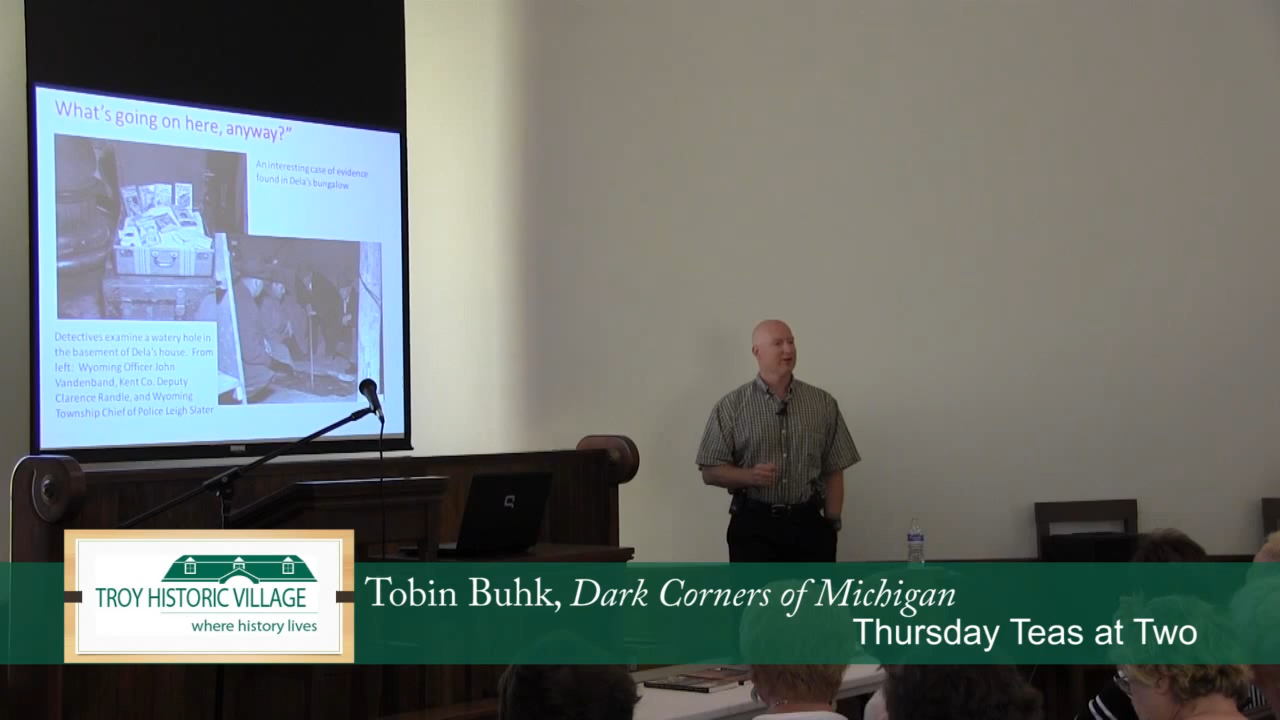 What's going on here, anyway?"
An interesting case of evidence
found in Dela's bungalow
Detectives examine a watery hole in
the basement of Dela's house. From
left: Wyoming Officer John
Vandenband, Kent Co. Deputy
Clarence Randle, and Wyoming
Township Chief of Police Leigh Slater
TROY HISTORIC VILLAGE
where history lives
Tobin Buhk, Dark Corners of Michigan
Thursday Teas at Two